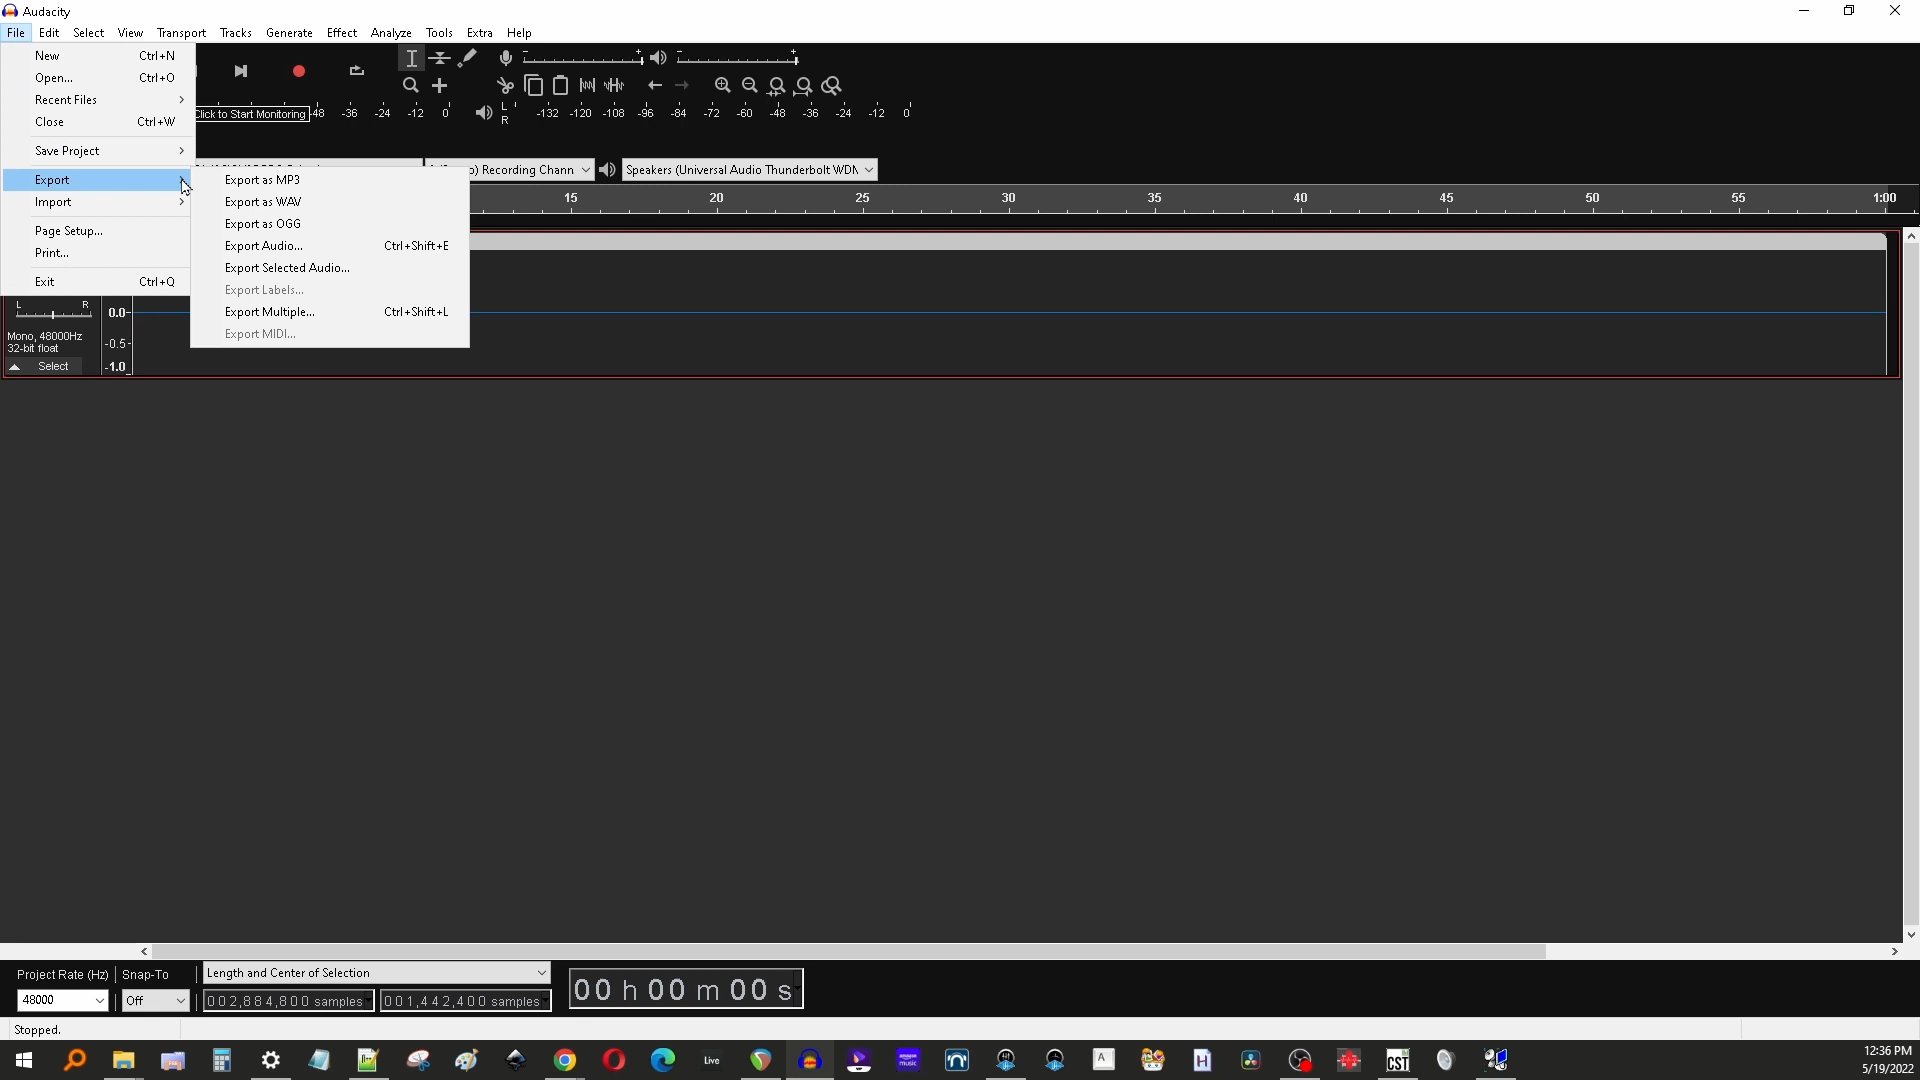 Audacity
File Edit Select View Transport Tracks Generate Effect Analyze Tools Extra Help
New Ctrl+N
Open... Ctrl+O
Recent Files
Close Ctrl+W
Save Project
Export
Import
Page Setup...
Print...
Exit Ctrl+Q
Click to Start Monitoring -48 -36 -24 -12 0
L
R
-132 -120 -108 -96 -84 -72 -60 -48 -36 -24 -12 0
Recording Chann
Speakers (Universal Audio Thunderbolt WDM
15 20 25 30 35 40 45 50 55 1:00
Export as MP3
Export as WAV
Export as OGG
Export Audio... Ctrl+Shift+E
Export Selected Audio...
Export Labels...
Export Multiple... Ctrl+Shift+L
Export MIDI...
L R
Mono, 48000Hz
32-bit float
Select
0.0-
-0.5-
-1.0
Project Rate (Hz) Snap-To Length and Center of Selection
48000 Off 002,884,800 samples 001,442,400 samples
00 h 00 m 00 s
Stopped.
Live
amazon music
A
H
CST
12:36 PM
5/19/2022